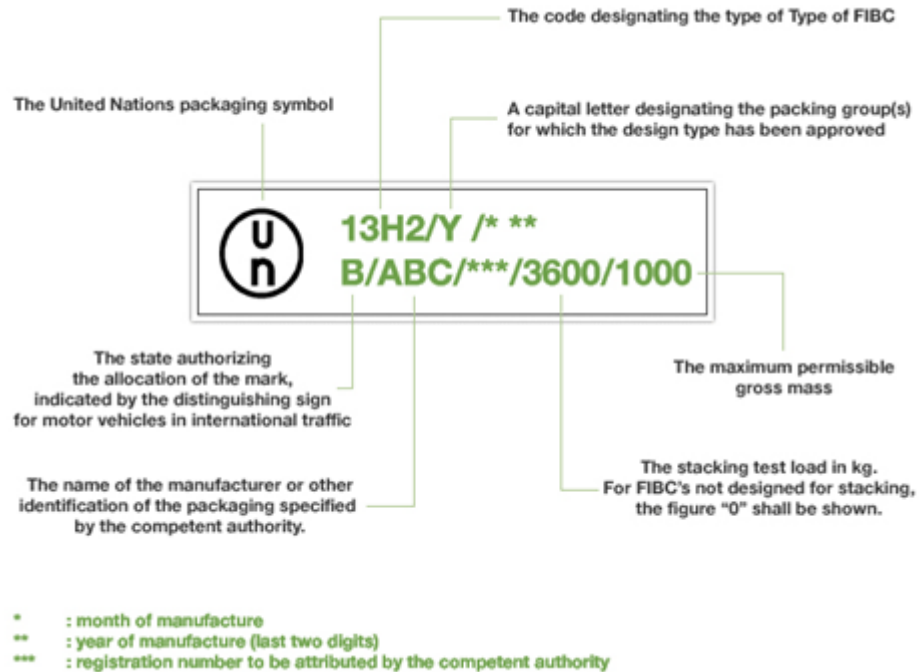 The code designating the type of Type of FIBC
The United Nations packaging symbol
A capital letter designating the packing group(s)
for which the design type has been approved
u
n
13H2/Y /* **
B/ABC/***/3600/1000
The state authorizing
the allocation of the mark,
indicated by the distinguishing sign
for motor vehicles in international traffic
The maximum permissible
gross mass
The name of the manufacturer or other
identification of the packaging specified
by the competent authority.
The stacking test load in kg.
For FIBC's not designed for stacking,
the figure “0” shall be shown.
* : month of manufacture
** : year of manufacture (last two digits)
*** : registration number to be attributed by the competent authority